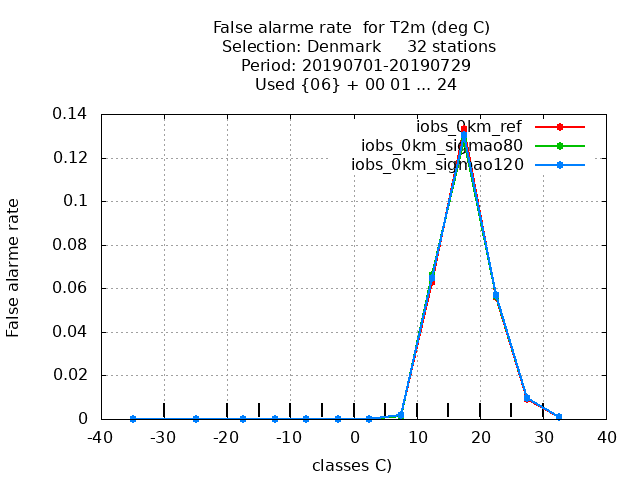 False alarme rate  for T2m (deg C)
Selection: Denmark     32 stations
Period: 20190701-20190729
Used {06} + 00 01 ... 24
iobs_0km_ref
iobs_0km_sigmao80
iobs_0km_sigmao120
False alarme rate
0.14
0.12
0.1
0.08
0.06
0.04
0.02
0
-40 -30 -20 -10 0 10 20 30 40
classes C)